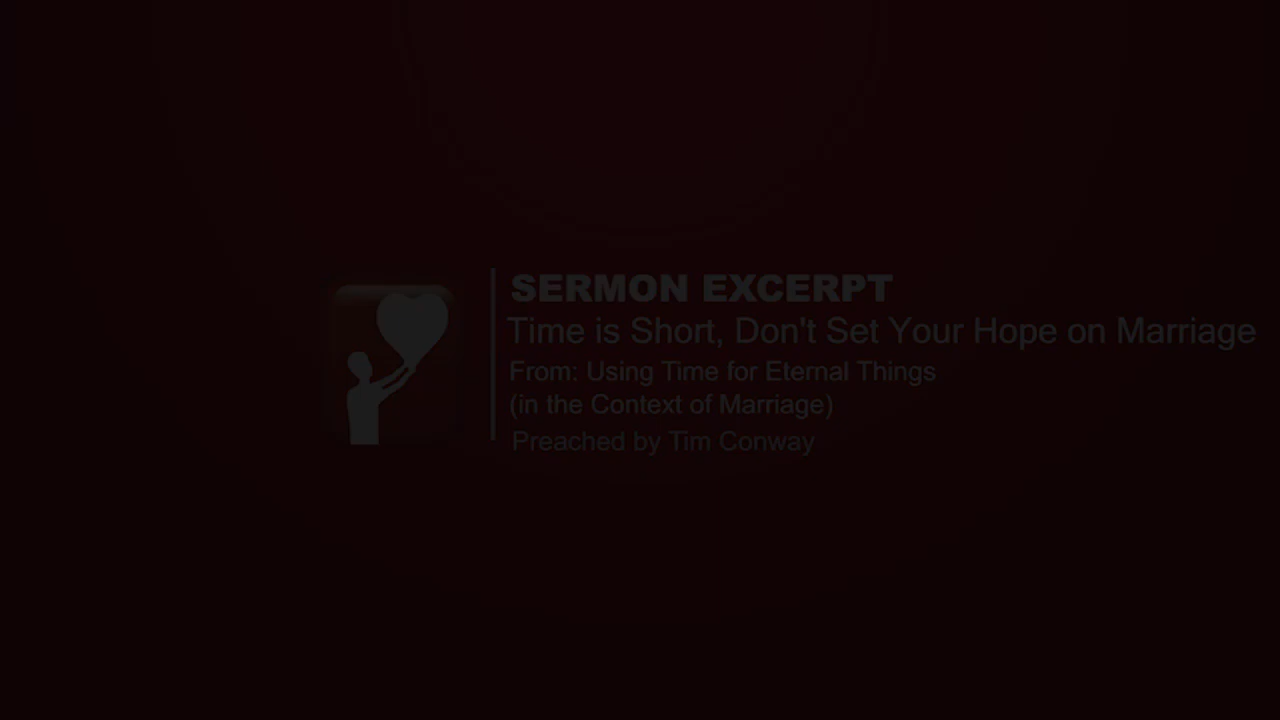 SERMON EXCERPT
Time is Short, Don't Set Your Hope on Marriage
From: Using Time for Eternal Things
(in the Context of Marriage)
Preached by Tim Conway